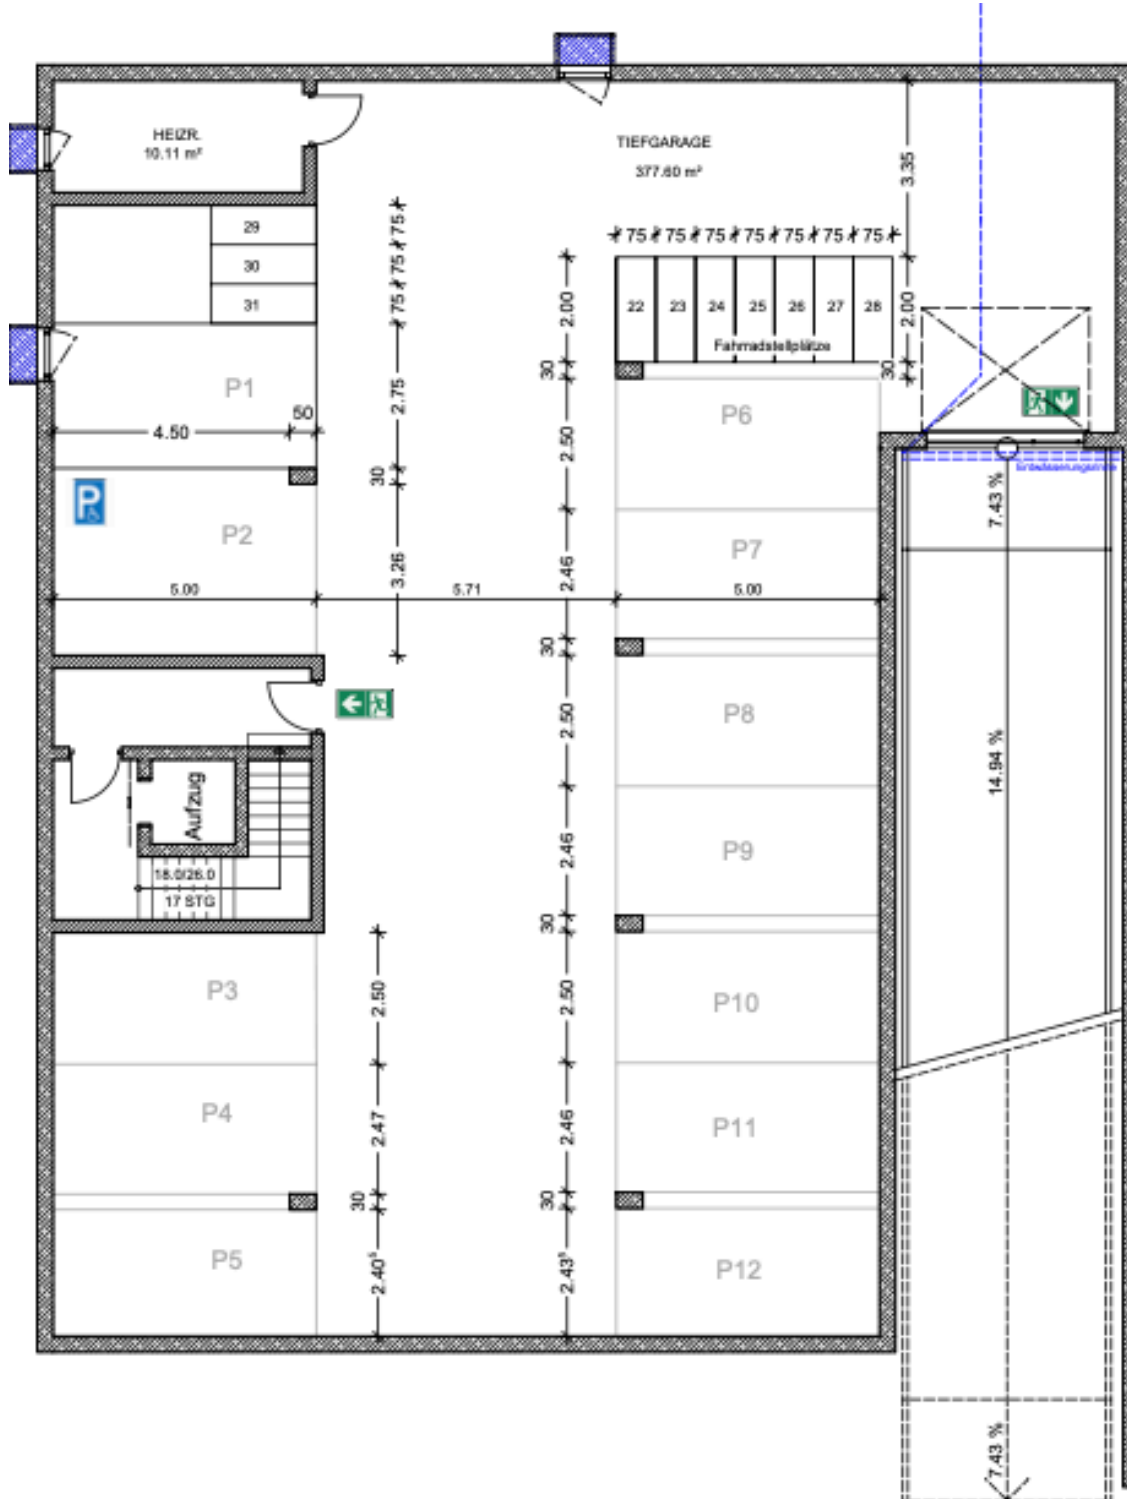 HEIZR.
10.11 m²
TIEFGARAGE
377.60 m²
3.35
75 75 75 75 75 75 75
29
30
31
75 75 75
22 23 24 25 26 27 28
Fahrradstellplätze
2.00
2.00
30
30
P1
50
4.50
2.75
P6
2.50
30
P
P2
3.26
P7
2.46
7.43 %
5.00
5.71
5.00
30
P8
2.50
14.94 %
Aufzug
P9
2.46
18.0/26.0
17 STG
30
P3
2.50
P10
2.50
P4
2.47
P11
2.46
30
30
P5
2.40⁵
P12
2.43⁵
7.43 %